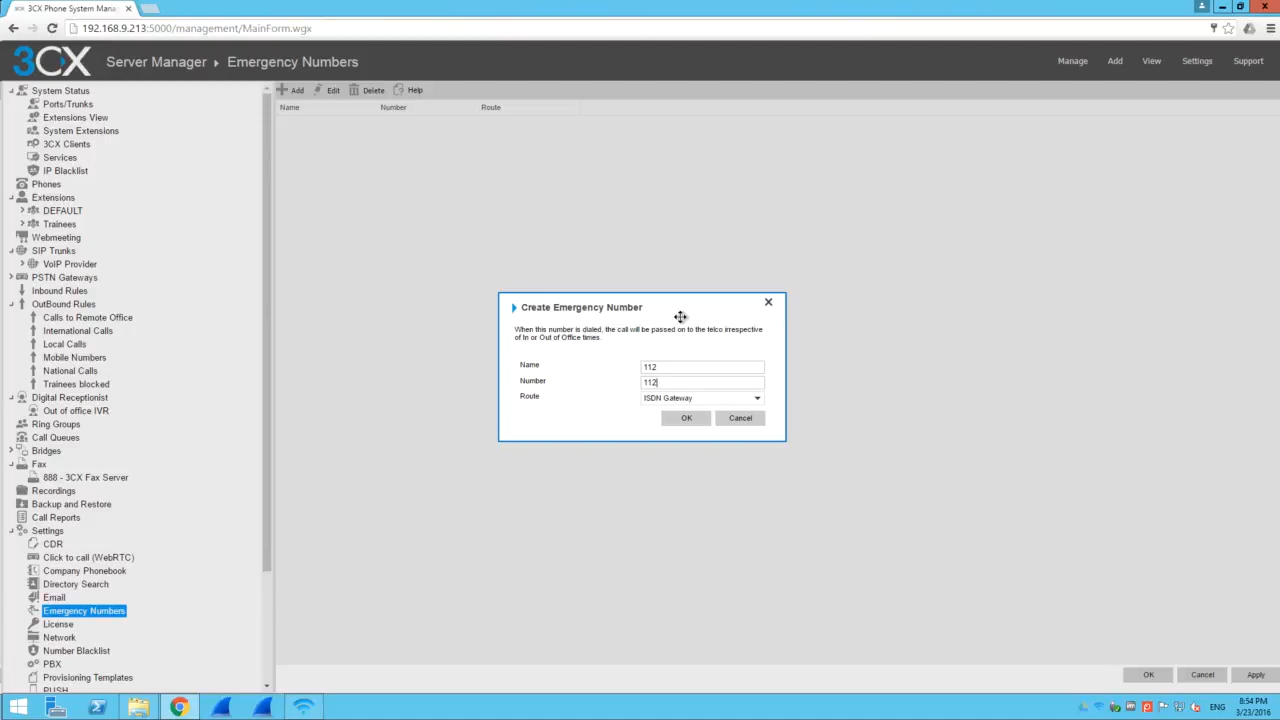 3CX Phone System Mana
192.168.9.213:5000/management/MainForm.wgx
3CX
Server Manager ▸ Emergency Numbers
Manage Add View Settings Support
System Status
Ports/Trunks
Extensions View
System Extensions
3CX Clients
Services
IP Blacklist
Phones
Extensions
DEFAULT
Trainees
Webmeeting
SIP Trunks
VoIP Provider
PSTN Gateways
Inbound Rules
OutBound Rules
Calls to Remote Office
International Calls
Local Calls
Mobile Numbers
National Calls
Trainees blocked
Digital Receptionist
Out of office IVR
Ring Groups
Call Queues
Bridges
Fax
888 - 3CX Fax Server
Recordings
Backup and Restore
Call Reports
Settings
CDR
Click to call (WebRTC)
Company Phonebook
Directory Search
Email
Emergency Numbers
License
Network
Number Blacklist
PBX
Provisioning Templates
PUSH
Add Edit Delete Help
Name Number Route
Create Emergency Number
When this number is dialed, the call will be passed on to the telco irrespective
of In or Out of Office times.
Name 112
Number 112
Route ISDN Gateway
OK Cancel
OK Cancel Apply
ENG
8:54 PM
3/23/2016